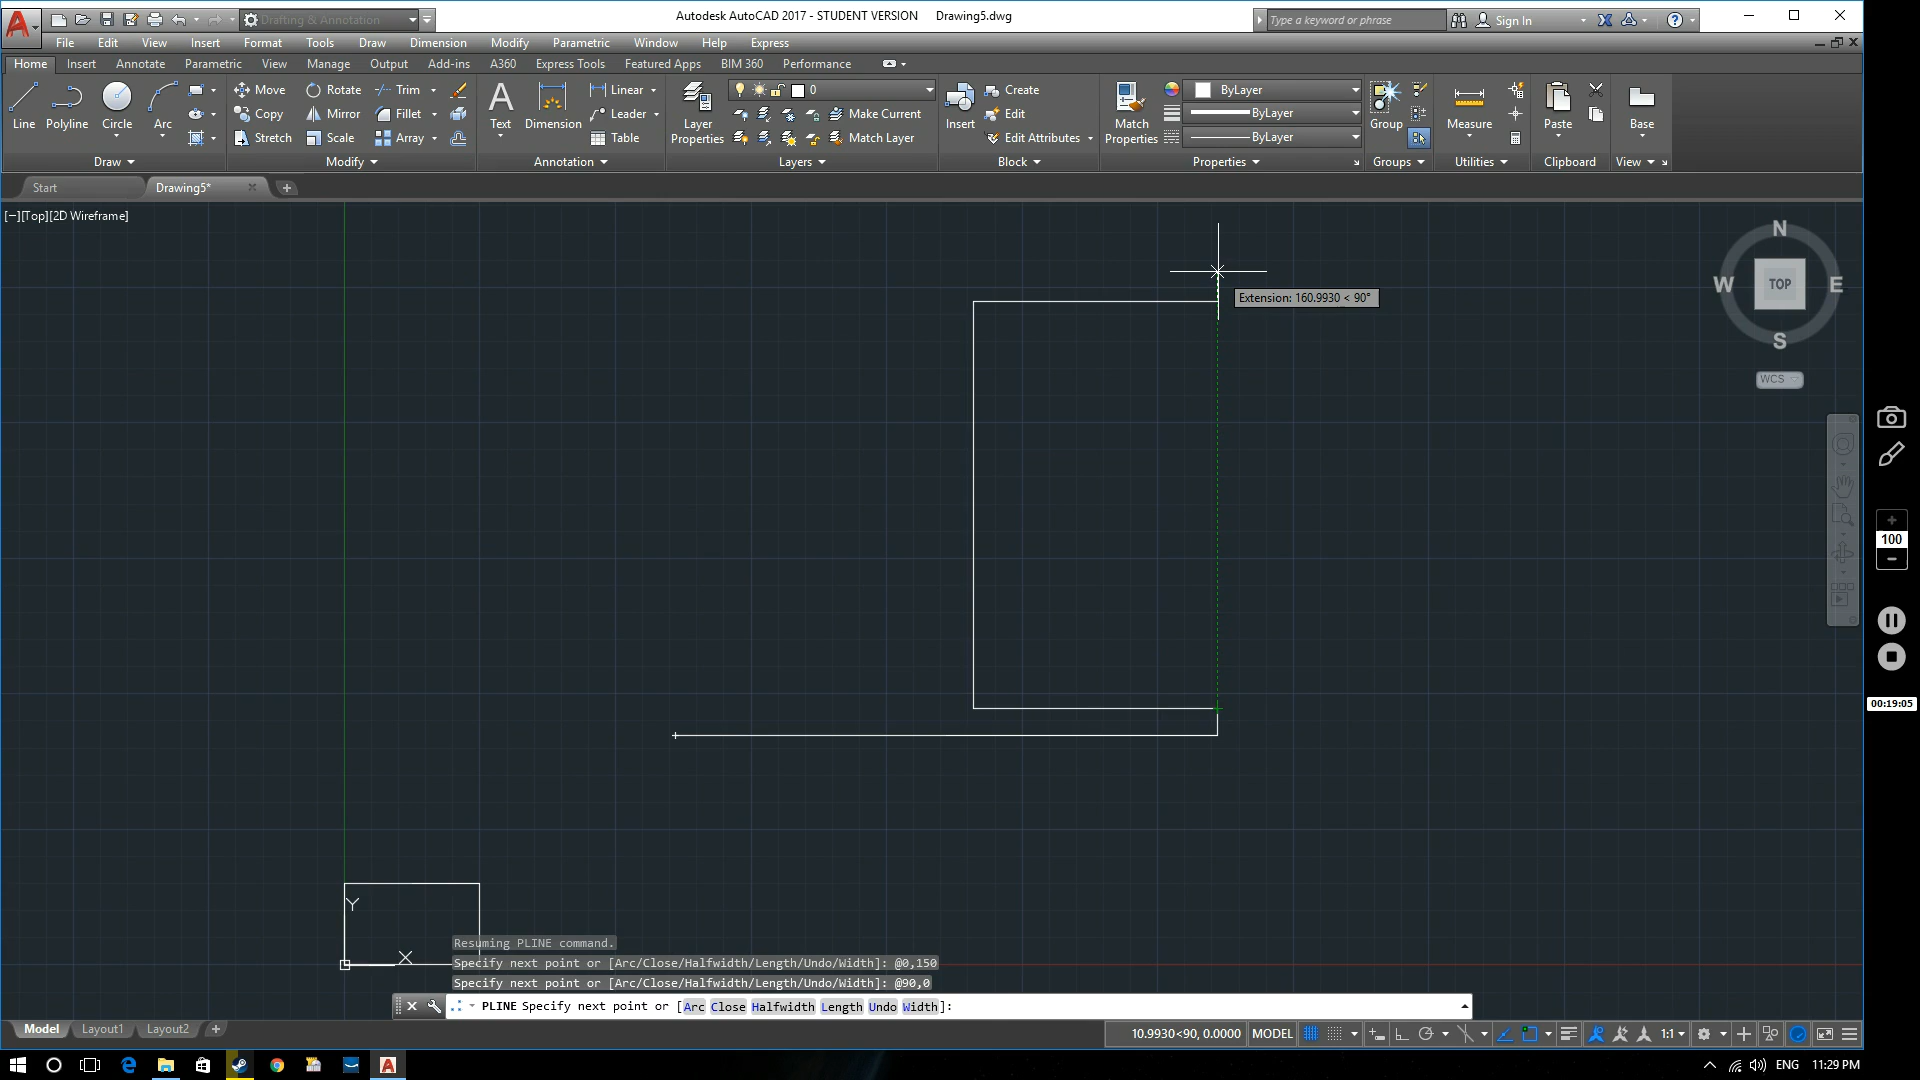 Drafting & Annotation
Autodesk AutoCAD 2017 - STUDENT VERSION Drawing5.dwg
Type a keyword or phrase
Sign In
File Edit View Insert Format Tools Draw Dimension Modify Parametric Window Help Express
Home Insert Annotate Parametric View Manage Output Add-ins A360 Express Tools Featured Apps BIM 360 Performance
Line Polyline Circle Arc
Move Rotate Trim
Copy Mirror Fillet
Stretch Scale Array
Text Dimension
Linear
Leader
Table
Layer Properties
0
Make Current
Match Layer
Insert
Create
Edit
Edit Attributes
Match Properties
ByLayer
ByLayer
ByLayer
Group
Measure
Paste
Base
Draw Modify Annotation Layers Block Properties Groups Utilities Clipboard View
Start Drawing5*
[−][Top][2D Wireframe]
N
W TOP E
S
WCS
Extension: 160.9930 < 90°
100
00:19:05
Y
X
Resuming PLINE command.
Specify next point or [Arc/Close/Halfwidth/Length/Undo/Width]: @0,150
Specify next point or [Arc/Close/Halfwidth/Length/Undo/Width]: @90,0
PLINE Specify next point or [Arc Close Halfwidth Length Undo Width]:
Model Layout1 Layout2
10.9930<90, 0.0000 MODEL
1:1
ENG 11:29 PM